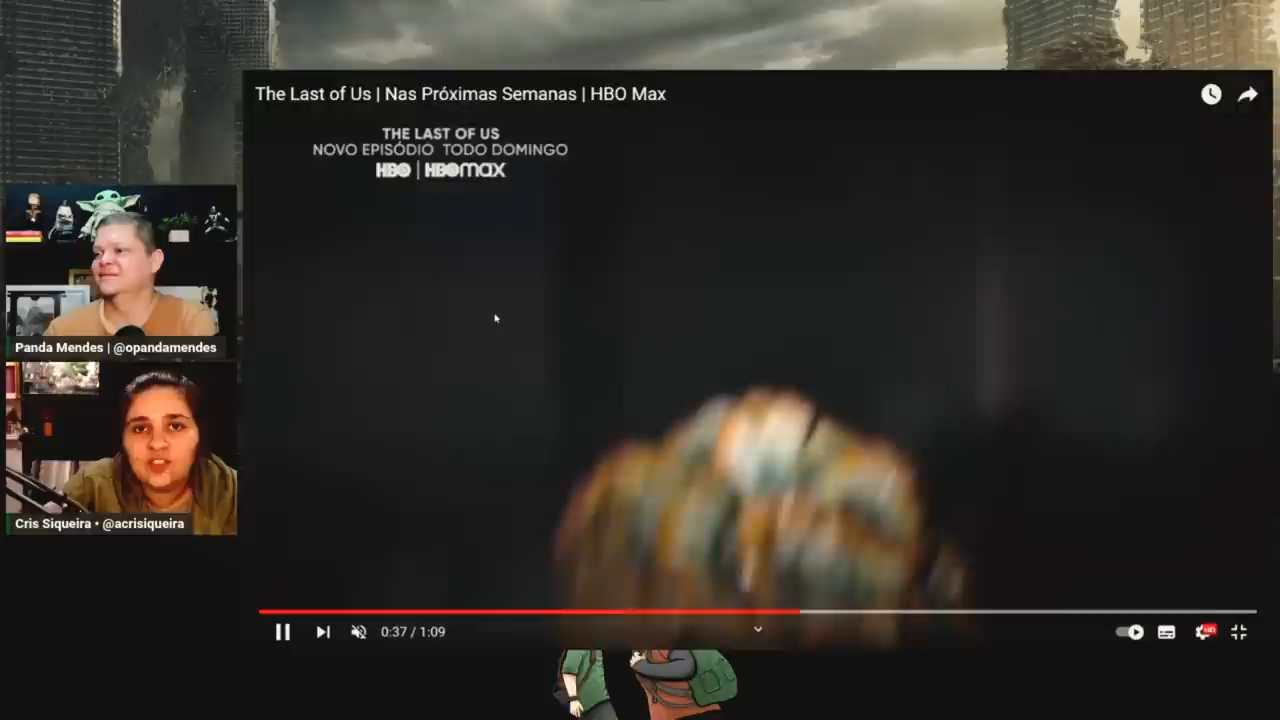 The Last of Us | Nas Próximas Semanas | HBO Max
THE LAST OF US
NOVO EPISÓDIO TODO DOMINGO
HBO | HBOmax
Panda Mendes | @opandamendes
Cris Siqueira • @acrisiqueira
0:37 / 1:09
HD